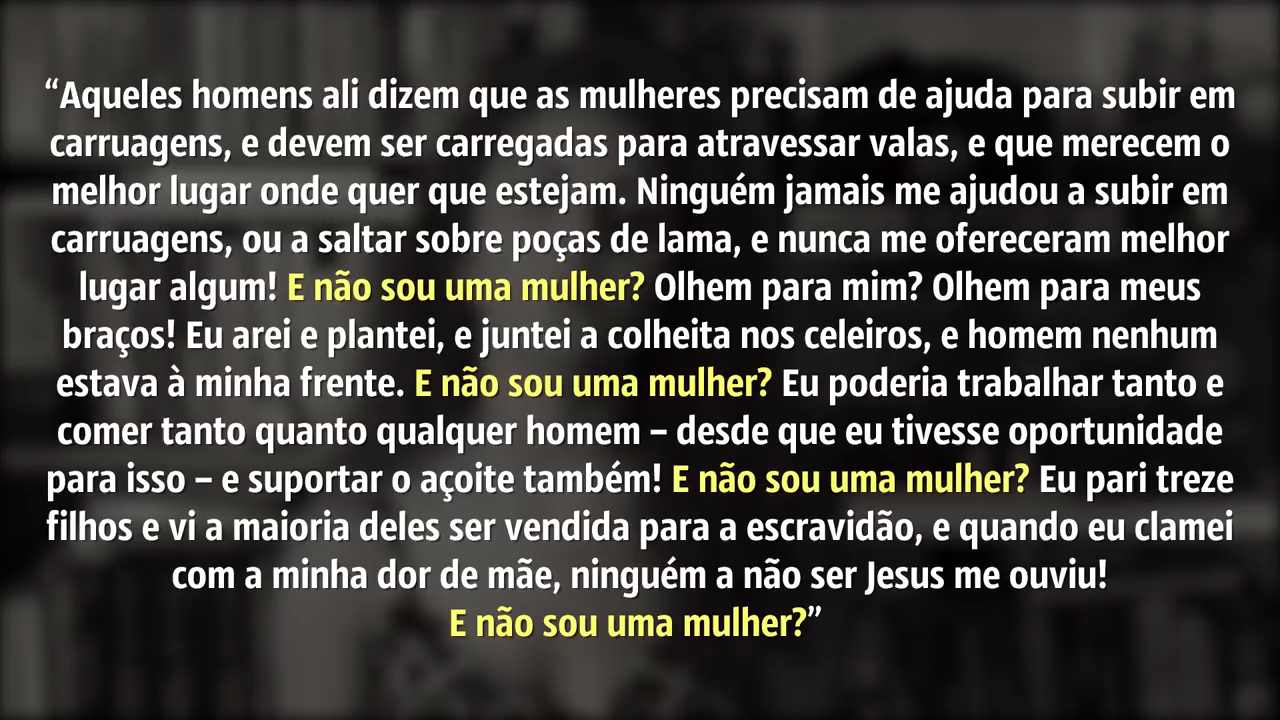 “Aqueles homens ali dizem que as mulheres precisam de ajuda para subir em
carruagens, e devem ser carregadas para atravessar valas, e que merecem o
melhor lugar onde quer que estejam. Ninguém jamais me ajudou a subir em
carruagens, ou a saltar sobre poças de lama, e nunca me ofereceram melhor
lugar algum! E não sou uma mulher? Olhem para mim? Olhem para meus
braços! Eu arei e plantei, e juntei a colheita nos celeiros, e homem nenhum
estava à minha frente. E não sou uma mulher? Eu poderia trabalhar tanto e
comer tanto quanto qualquer homem – desde que eu tivesse oportunidade
para isso – e suportar o açoite também! E não sou uma mulher? Eu pari treze
filhos e vi a maioria deles ser vendida para a escravidão, e quando eu clamei
com a minha dor de mãe, ninguém a não ser Jesus me ouviu!
E não sou uma mulher?”